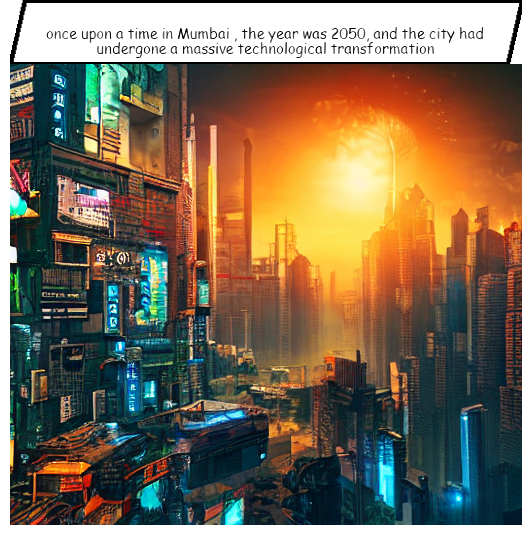 once upon a time in Mumbai , the year was 2050, and the city had
undergone a massive technological transformation